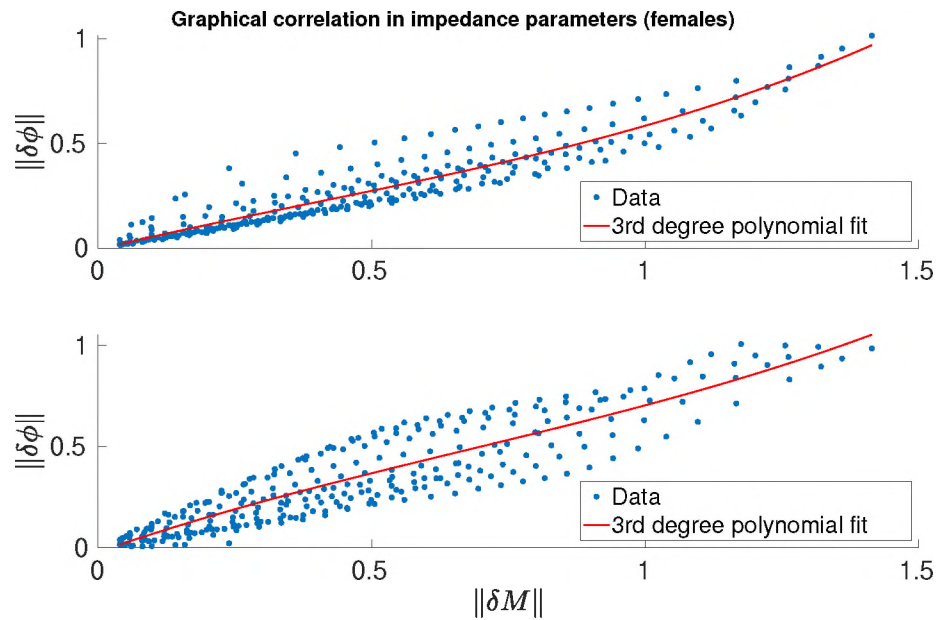 Graphical correlation in impedance parameters (females)
1
0.5
0
‖δϕ‖
Data
3rd degree polynomial fit
0 0.5 1 1.5
1
0.5
0
‖δϕ‖
Data
3rd degree polynomial fit
0 0.5 1 1.5
‖δM‖